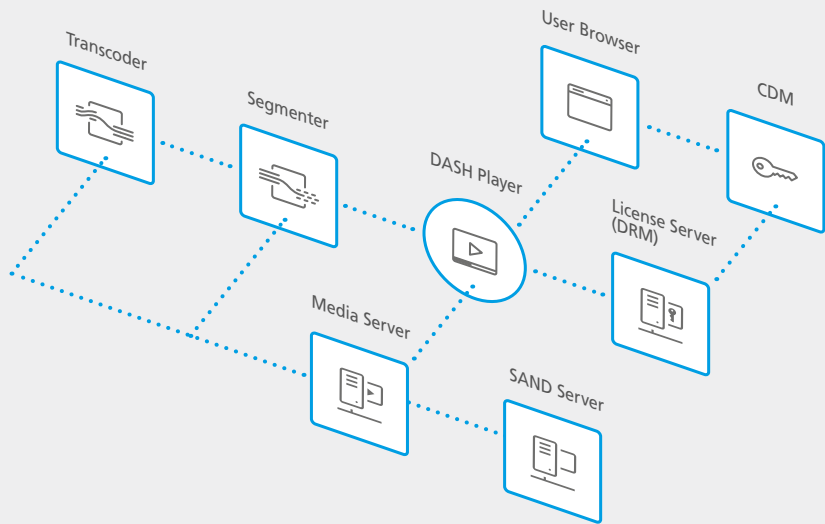 Transcoder
Segmenter
DASH Player
User Browser
CDM
License Server
(DRM)
Media Server
SAND Server